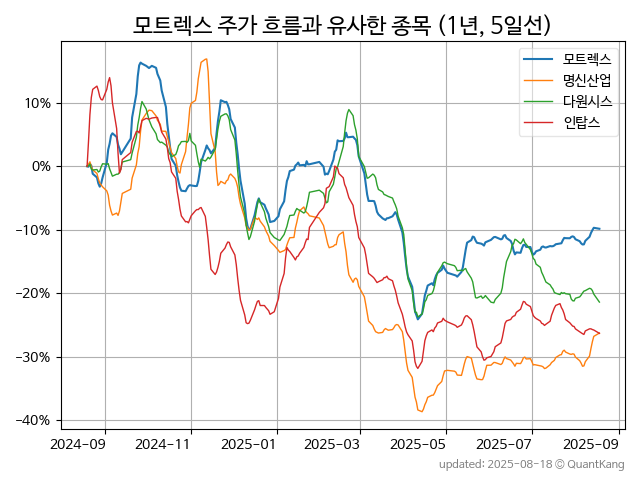 모트렉스 주가 흐름과 유사한 종목 (1년, 5일선)
모트렉스
명신산업
다원시스
인탑스
10%
0%
−10%
−20%
−30%
−40%
2024-09 2024-11 2025-01 2025-03 2025-05 2025-07 2025-09
updated: 2025-08-18 © QuantKang